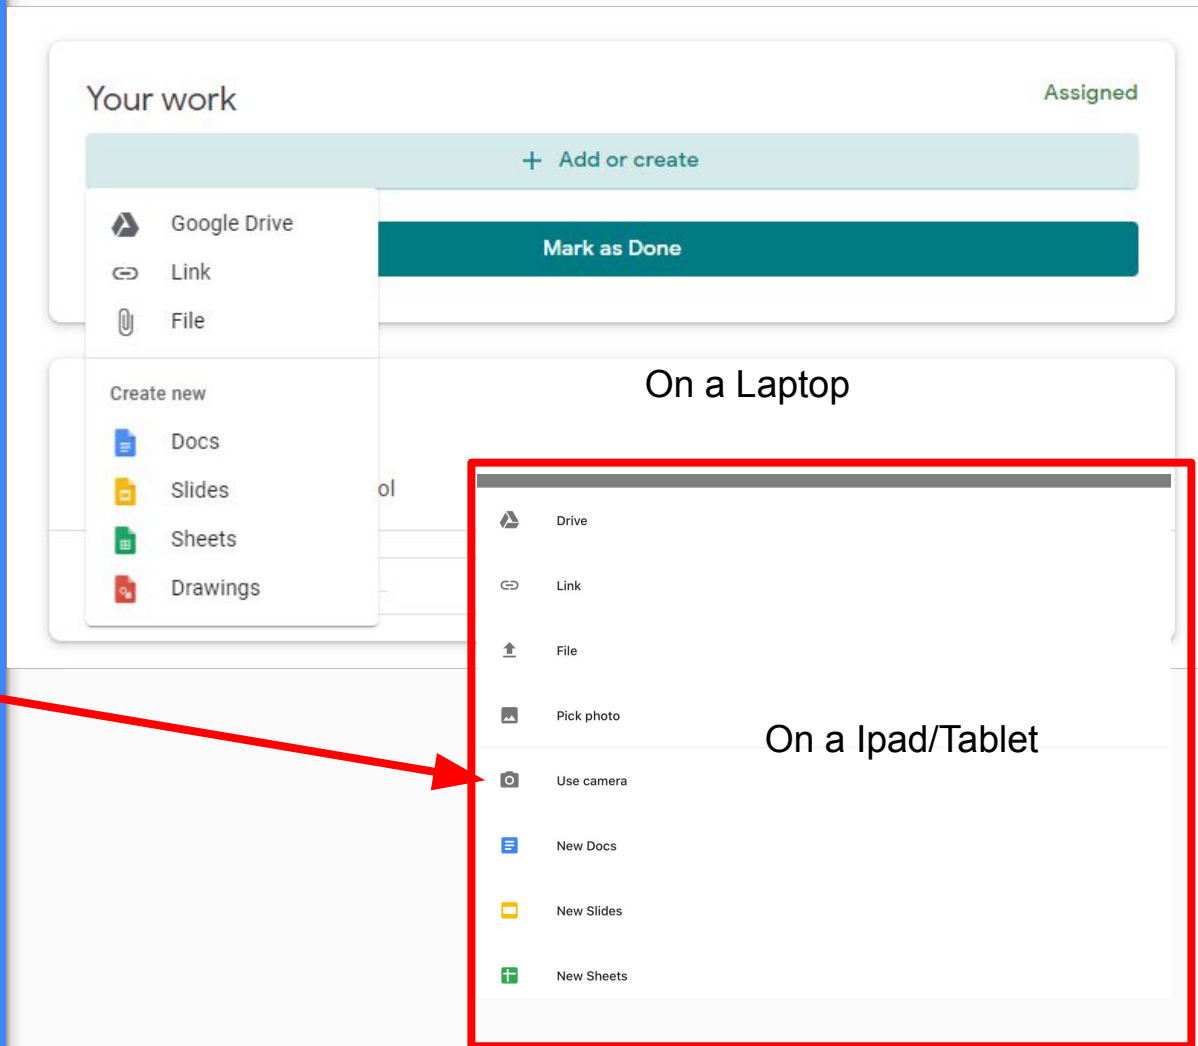 Your work
Assigned
+ Add or create
Google Drive
Mark as Done
Link
File
On a Laptop
Create new
Docs
Slides
ol
Sheets
Drawings
Drive
Link
File
Pick photo
On a Ipad/Tablet
Use camera
New Docs
New Slides
New Sheets